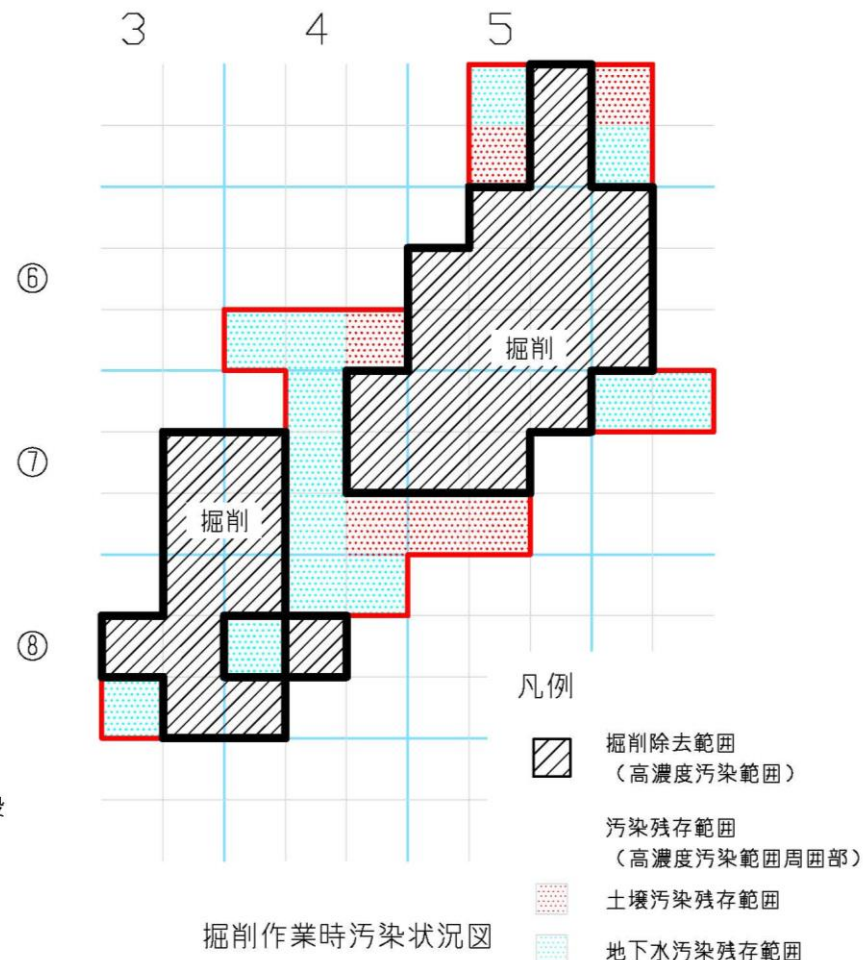 3 4 5
⑥
掘削
⑦
掘削
⑧
凡例
掘削除去範囲
（高濃度汚染範囲）
汚染残存範囲
（高濃度汚染範囲周囲部）
土壌汚染残存範囲
地下水汚染残存範囲
掘削作業時汚染状況図